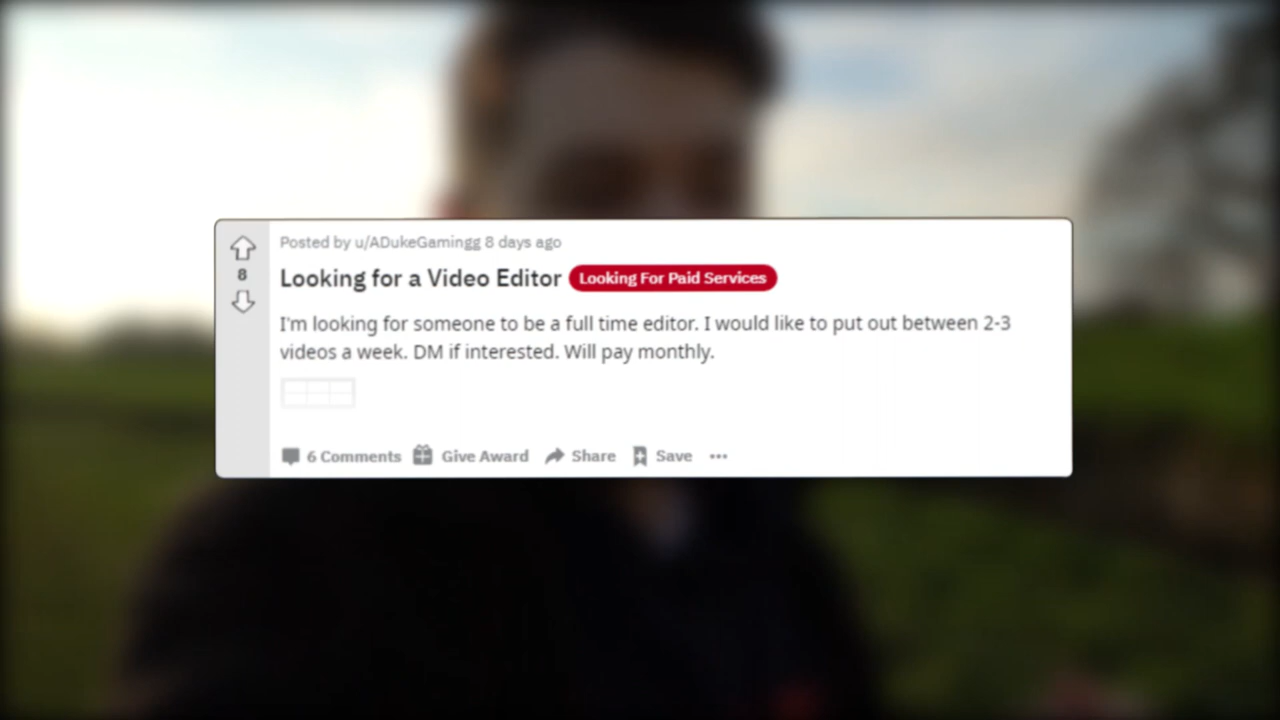 Posted by u/ADukeGamingg 8 days ago
8
Looking for a Video Editor Looking For Paid Services
I'm looking for someone to be a full time editor. I would like to put out between 2-3
videos a week. DM if interested. Will pay monthly.
6 Comments Give Award Share Save